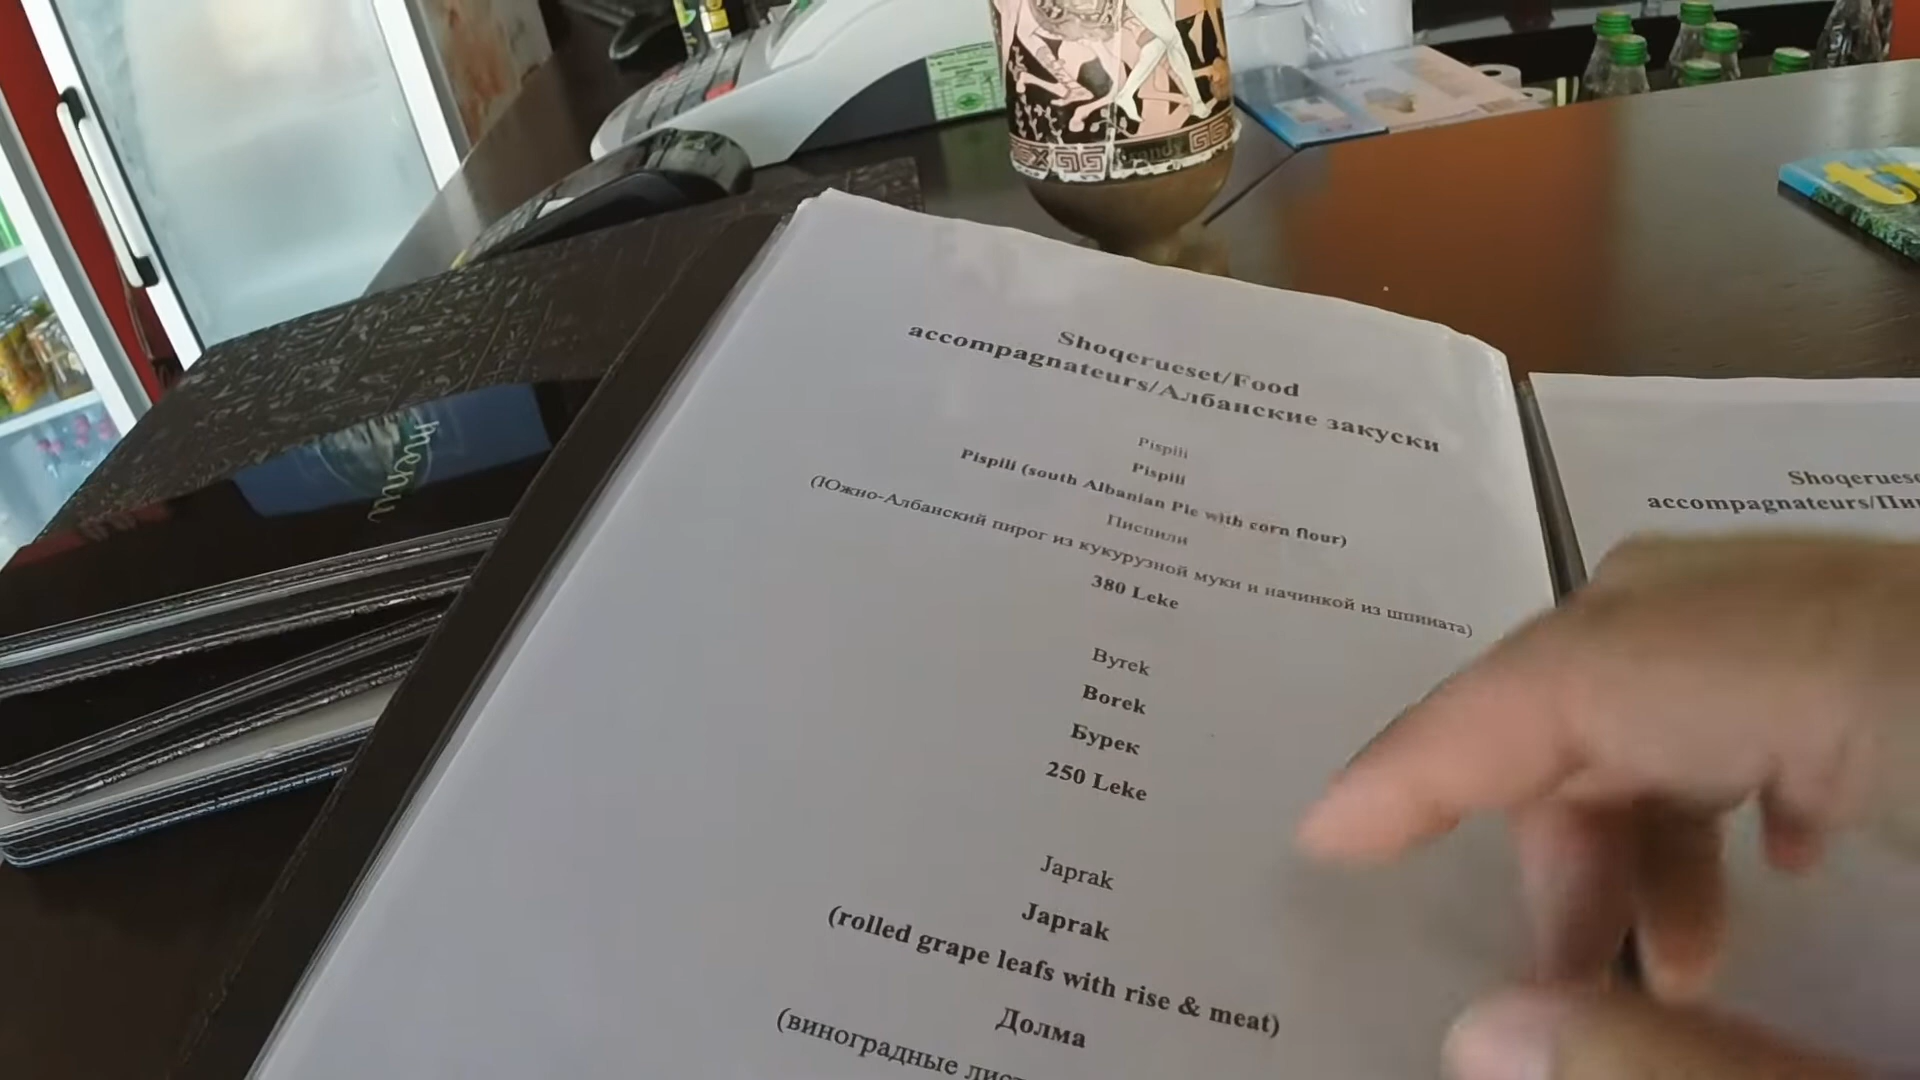 Shoqerueset/Food
accompagnateurs/Албанские закуски
Pispili
Pispili
Pispili (south Albanian Pie with corn flour)
Писпили
(Южно-Албанский пирог из кукурузной муки и начинкой из шпината)
380 Leke
Byrek
Borek
Бурек
250 Leke
Japrak
Japrak
(rolled grape leafs with rise & meat)
Долма
(виноградные
accompagnateurs
menu